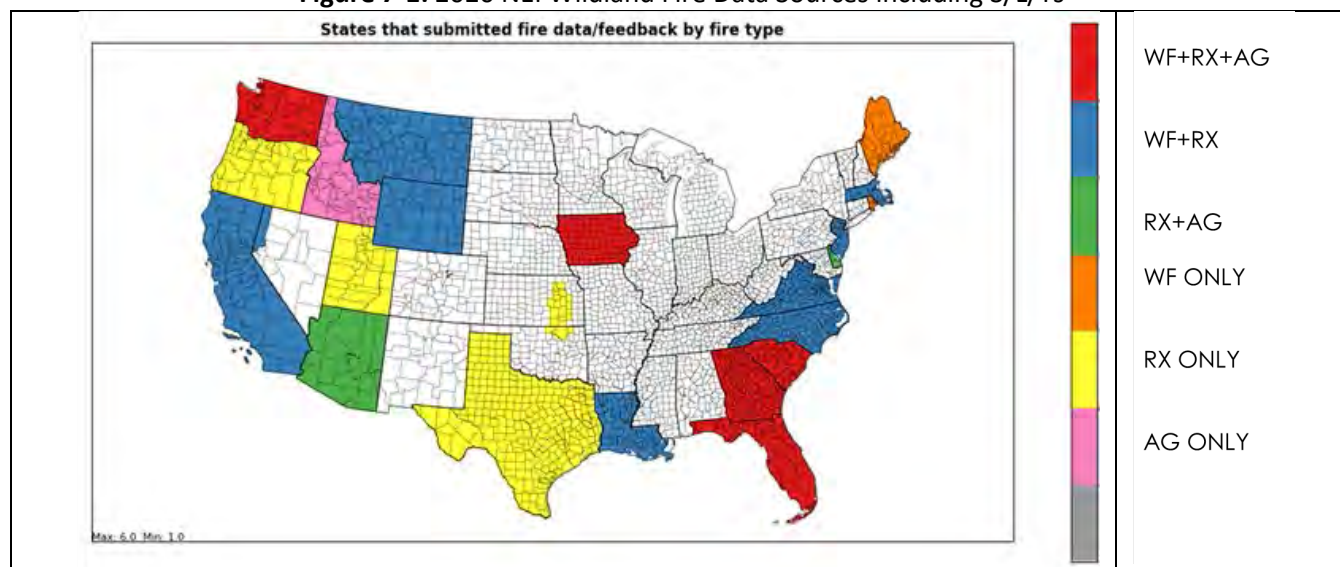 States that submitted fire data/feedback by fire type
WF+RX+AG
WF+RX
RX+AG
WF ONLY
RX ONLY
AG ONLY
Max: 6.0 Min: 1.0